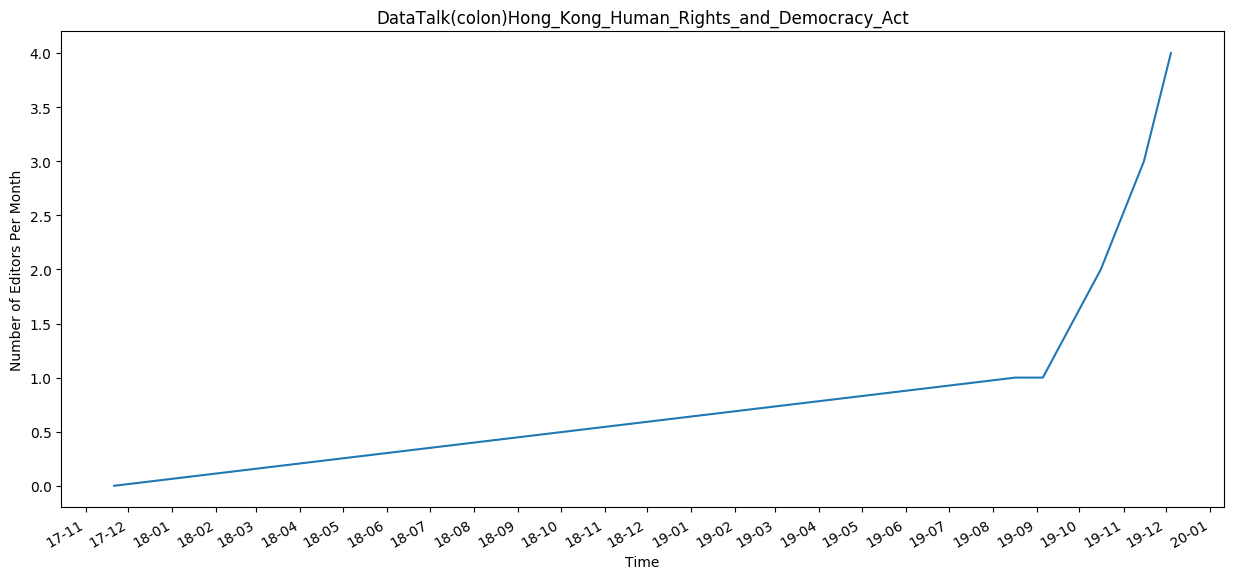 DataTalk(colon)Hong_Kong_Human_Rights_and_Democracy_Act
Number of Editors Per Month
4.0
3.5
3.0
2.5
2.0
1.5
1.0
0.5
0.0
17-11 17-12 18-01 18-02 18-03 18-04 18-05 18-06 18-07 18-08 18-09 18-10 18-11 18-12 19-01 19-02 19-03 19-04 19-05 19-06 19-07 19-08 19-09 19-10 19-11 19-12 20-01
Time